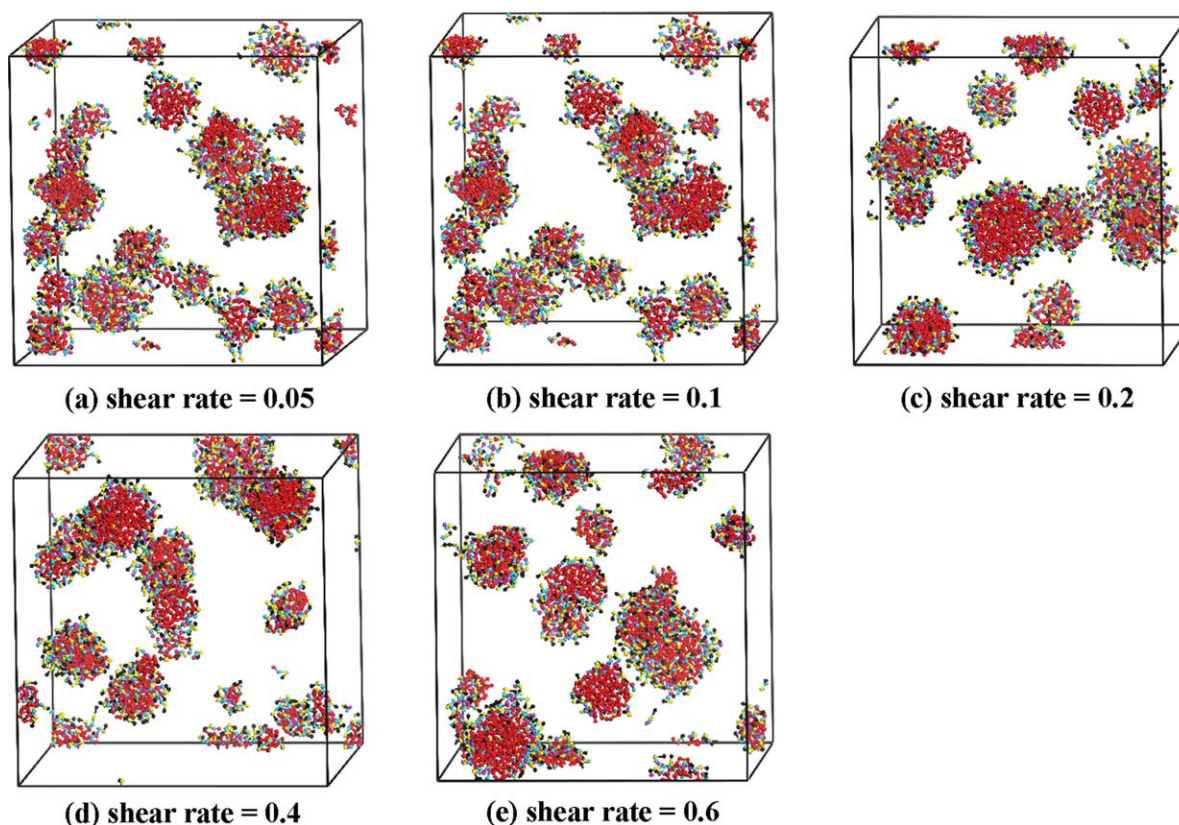 (a) shear rate = 0.05
(b) shear rate = 0.1
(c) shear rate = 0.2
(d) shear rate = 0.4
(e) shear rate = 0.6